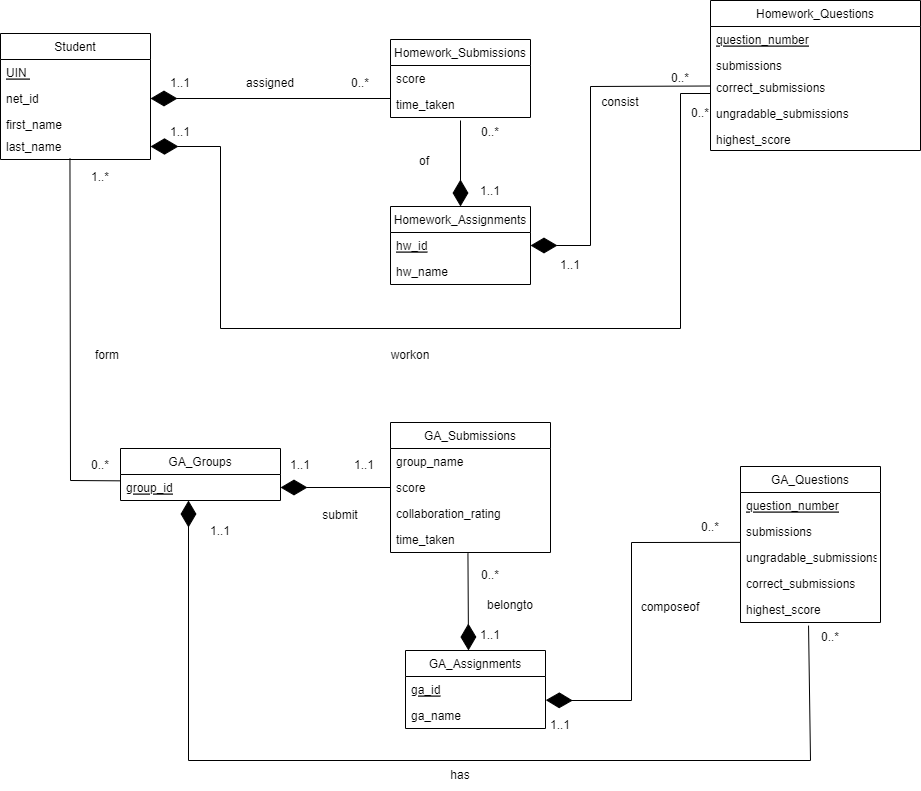 Student
UIN
net_id
first_name
last_name
1..1
assigned
0..*
Homework_Submissions
score
time_taken
Homework_Questions
question_number
submissions
correct_submissions
ungradable_submissions
highest_score
0..*
consist
0..*
1..1
0..*
of
1..1
Homework_Assignments
hw_id
hw_name
1..1
1..*
form
workon
0..*
GA_Groups
group_id
1..1
1..1
submit
1..1
GA_Submissions
group_name
score
collaboration_rating
time_taken
GA_Questions
question_number
submissions
ungradable_submissions
correct_submissions
highest_score
0..*
0..*
belongto
1..1
composeof
0..*
GA_Assignments
ga_id
ga_name
1..1
has